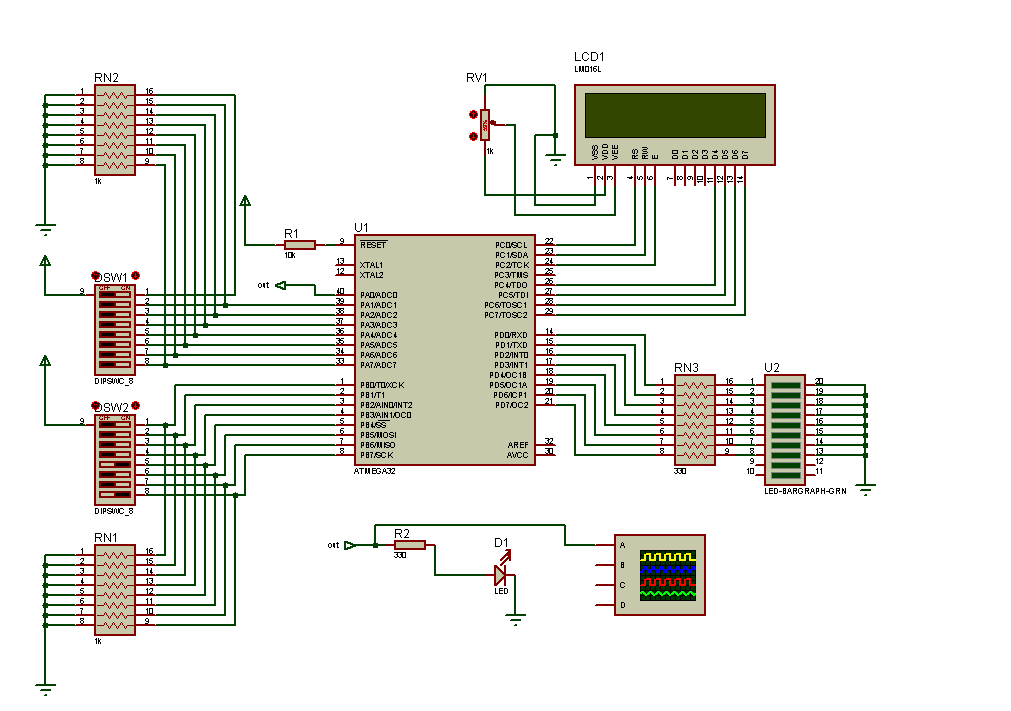 LCD1
LM016L
RN2
1 16
2 15
3 14
4 13
5 12
6 11
7 10
8 9
1k
RV1
1k
VSS VDD VEE RS RW E D0 D1 D2 D3 D4 D5 D6 D7
1 2 3 4 5 6 7 8 9 10 11 12 13 14
U1
R1
10k
9 RESET
13 XTAL1
12 XTAL2
out
40 PA0/ADC0
39 PA1/ADC1
38 PA2/ADC2
37 PA3/ADC3
36 PA4/ADC4
35 PA5/ADC5
34 PA6/ADC6
33 PA7/ADC7
1 PB0/T0/XCK
2 PB1/T1
3 PB2/AIN0/INT2
4 PB3/AIN1/OC0
5 PB4/SS
6 PB5/MOSI
7 PB6/MISO
8 PB7/SCK
PC0/SCL 22
PC1/SDA 23
PC2/TCK 24
PC3/TMS 25
PC4/TDO 26
PC5/TDI 27
PC6/TOSC1 28
PC7/TOSC2 29
PD0/RXD 14
PD1/TXD 15
PD2/INT0 16
PD3/INT1 17
PD4/OC1B 18
PD5/OC1A 19
PD6/ICP1 20
PD7/OC2 21
AREF 32
AVCC 30
ATMEGA32
DSW1
OFF ON
9 1
2
3
4
5
6
7
8
DIPSWC_8
DSW2
OFF ON
9 1
2
3
4
5
6
7
8
DIPSWC_8
RN3
1 16
2 15
3 14
4 13
5 12
6 11
7 10
8 9
330
U2
1 20
2 19
3 18
4 17
5 16
6 15
7 14
8 13
9 12
10 11
LED-BARGRAPH-GRN
RN1
1 16
2 15
3 14
4 13
5 12
6 11
7 10
8 9
1k
out
R2
330
D1
LED
A
B
C
D